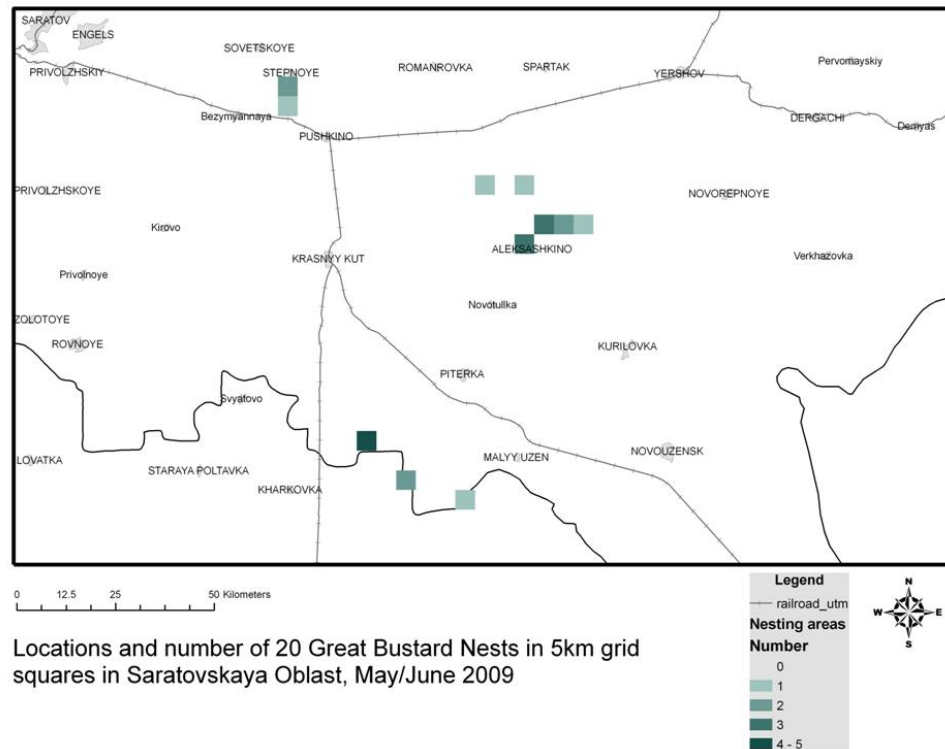 SARATOV
ENGELS
SOVETSKOYE
PRIVOLZHSKIY
STEPNOYE
ROMANROVKA
SPARTAK
YERSHOV
Pervomayskiy
Bezymyannaya
PUSHKINO
DERGACHI
Demyas
PRIVOLZHSKOYE
NOVOREPNOYE
Kirovo
ALEKSASHKINO
KRASNYY KUT
Verkhazovka
Privolnoye
Novotullka
ZOLOTOYE
ROVNOYE
KURILOVKA
PITERKA
Svyatovo
LOVATKA
STARAYA POLTAVKA
MALYY UZEN
NOVOUZENSK
KHARKOVKA
0 12.5 25 50 Kilometers
Locations and number of 20 Great Bustard Nests in 5km grid
squares in Saratovskaya Oblast, May/June 2009
Legend
railroad_utm
Nesting areas
Number
0
1
2
3
4 - 5
N
W E
S